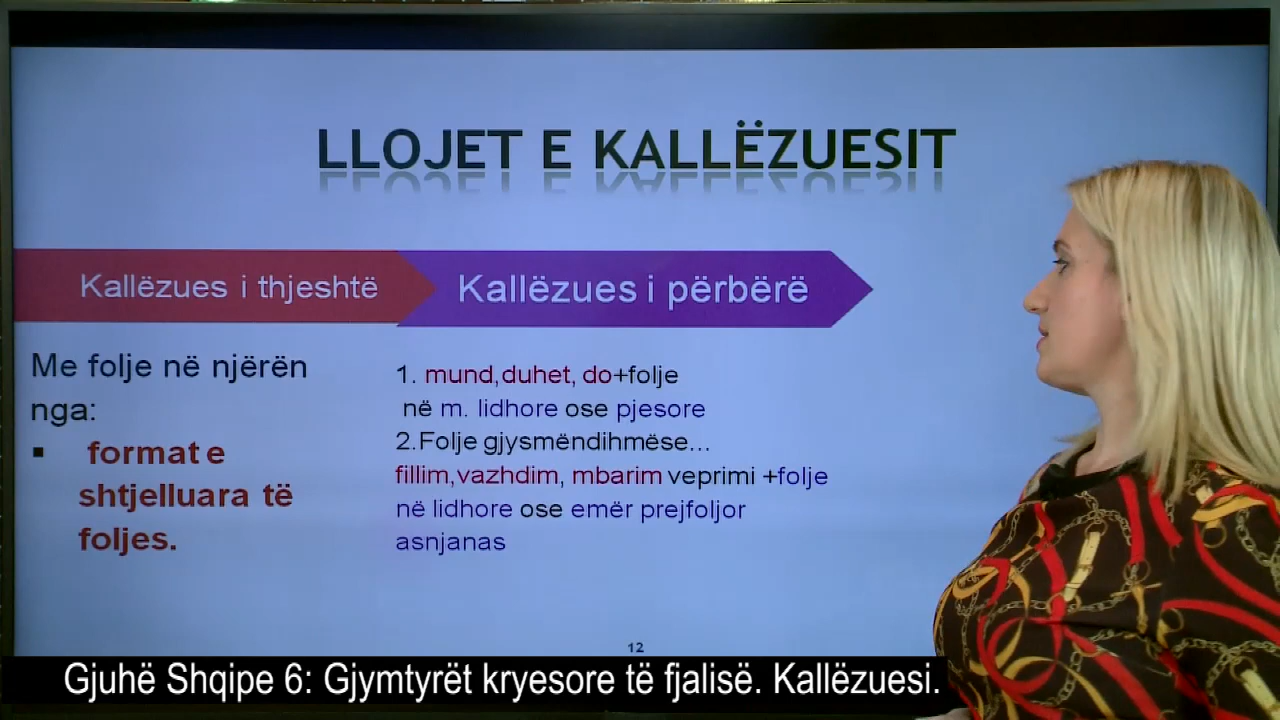 LLOJET E KALLËZUESIT
Kallëzues i thjeshtë
Kallëzues i përbërë
Me folje në njërën
nga:
▪ format e
shtjelluara të
foljes.
1. mund,duhet, do+folje
në m. lidhore ose pjesore
2.Folje gjysmëndihmëse...
fillim,vazhdim, mbarim veprimi +folje
në lidhore ose emër prejfoljor
asnjanas
12
Gjuhë Shqipe 6: Gjymtyrët kryesore të fjalisë. Kallëzuesi.